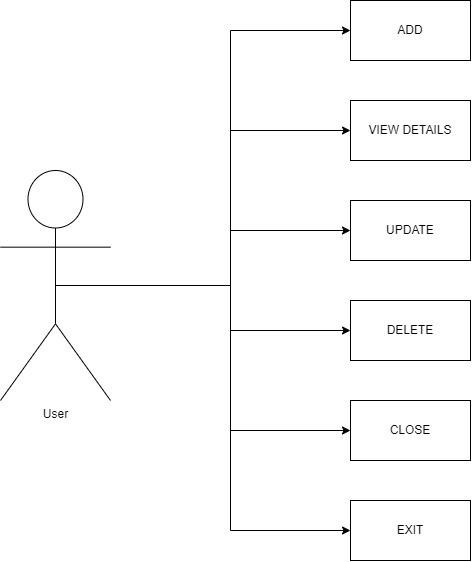 ADD
VIEW DETAILS
UPDATE
DELETE
User
CLOSE
EXIT